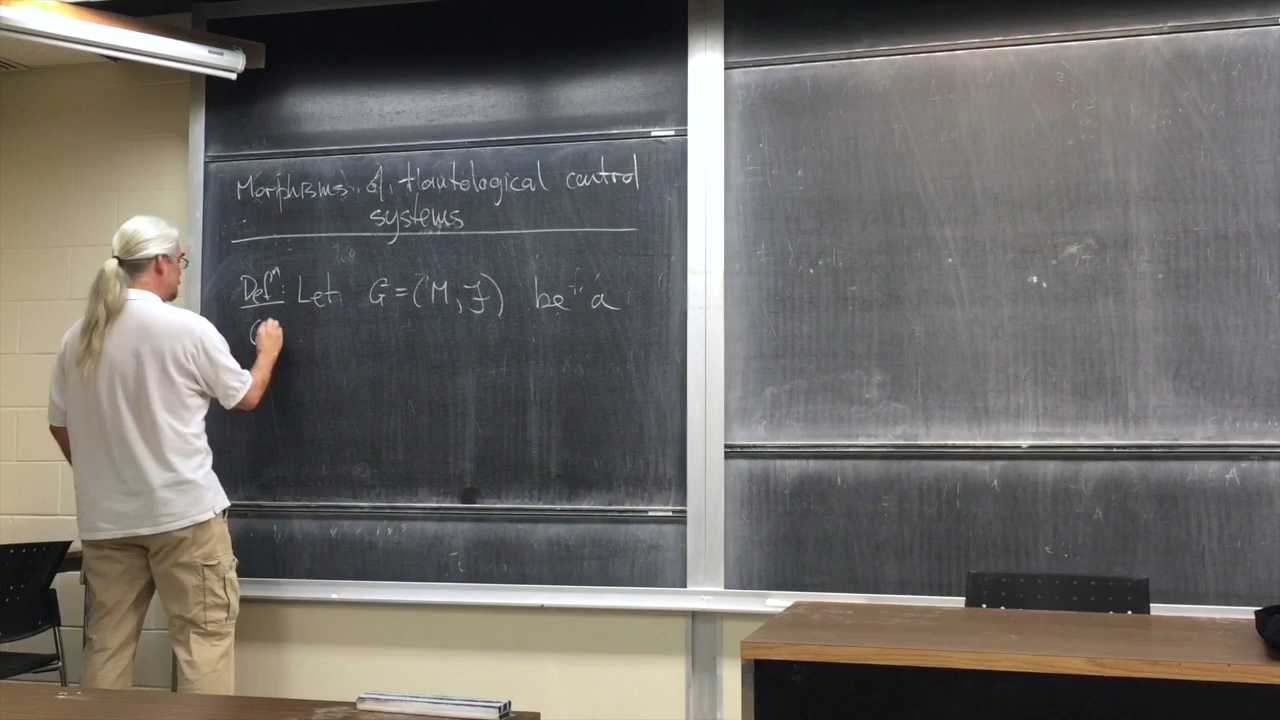 Morphisms of tautological control
systems
Defⁿ: Let G = (M, F) be a